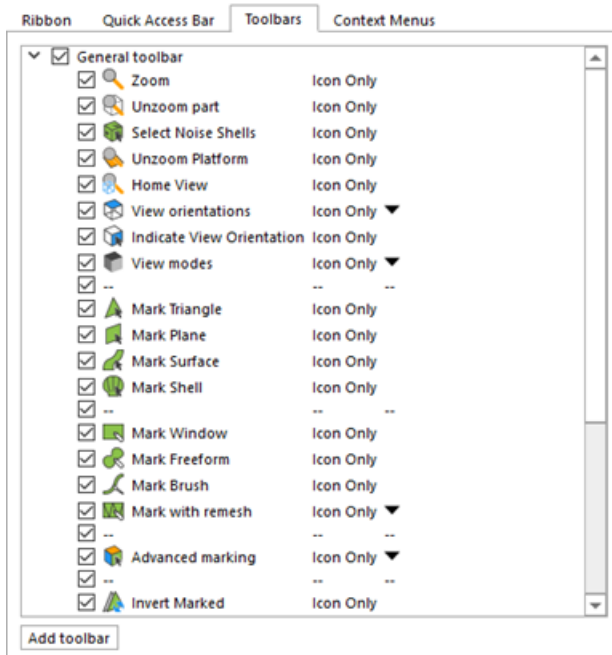 Ribbon Quick Access Bar Toolbars Context Menus
General toolbar
Zoom Icon Only
Unzoom part Icon Only
Select Noise Shells Icon Only
Unzoom Platform Icon Only
Home View Icon Only
View orientations Icon Only
Indicate View Orientation Icon Only
View modes Icon Only
-- -- --
Mark Triangle Icon Only
Mark Plane Icon Only
Mark Surface Icon Only
Mark Shell Icon Only
-- -- --
Mark Window Icon Only
Mark Freeform Icon Only
Mark Brush Icon Only
Mark with remesh Icon Only
-- -- --
Advanced marking Icon Only
-- -- --
Invert Marked Icon Only
Add toolbar